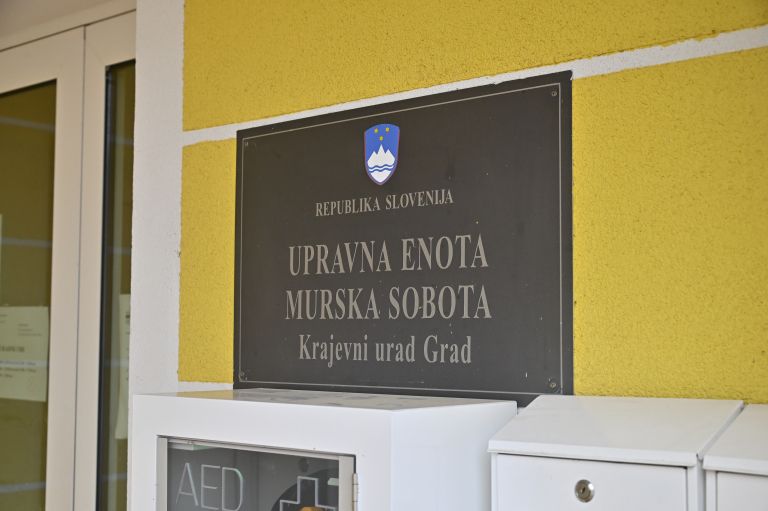 REPUBLIKA SLOVENIJA
UPRAVNA ENOTA
MURSKA SOBOTA
Krajevni urad Grad
AED